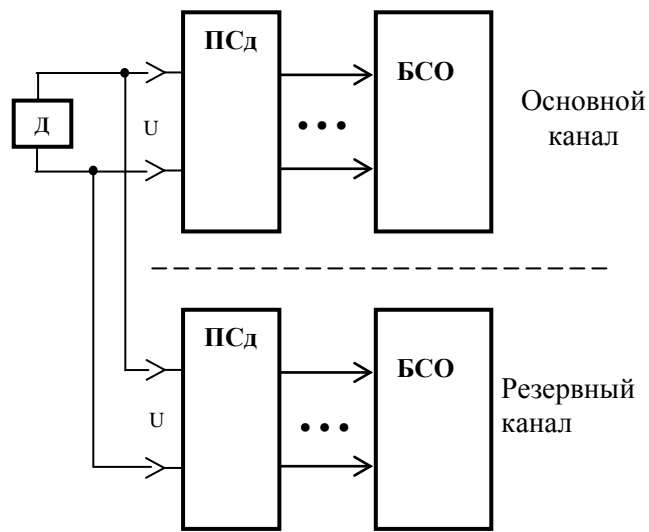 ПСд
БСО
Д
U
• • •
Основной
канал
ПСд
БСО
U
• • •
Резервный
канал